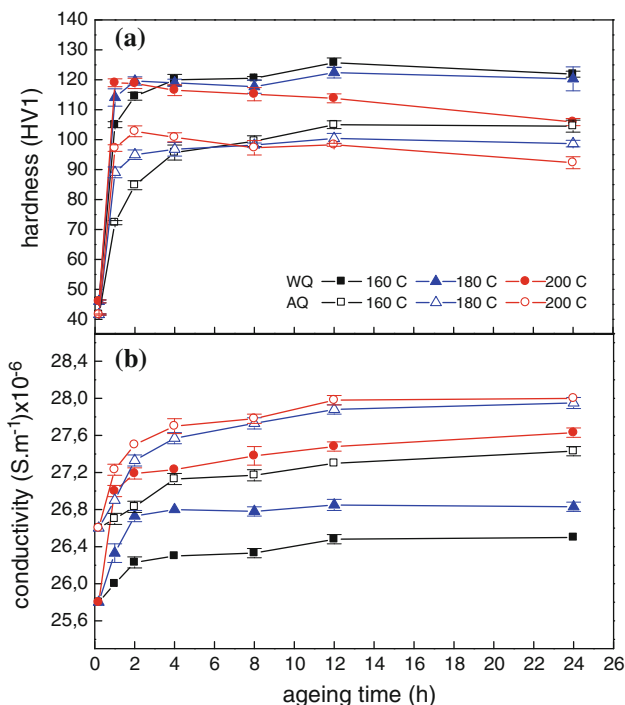 140
130
120
110
100
90
80
70
60
50
40
hardness (HV1)
(a)
WQ 160 C 180 C 200 C
AQ 160 C 180 C 200 C
28,4
28,0
27,6
27,2
26,8
26,4
26,0
25,6
conductivity (S.m⁻¹)x10⁻⁶
(b)
0 2 4 6 8 10 12 14 16 18 20 22 24 26
ageing time (h)